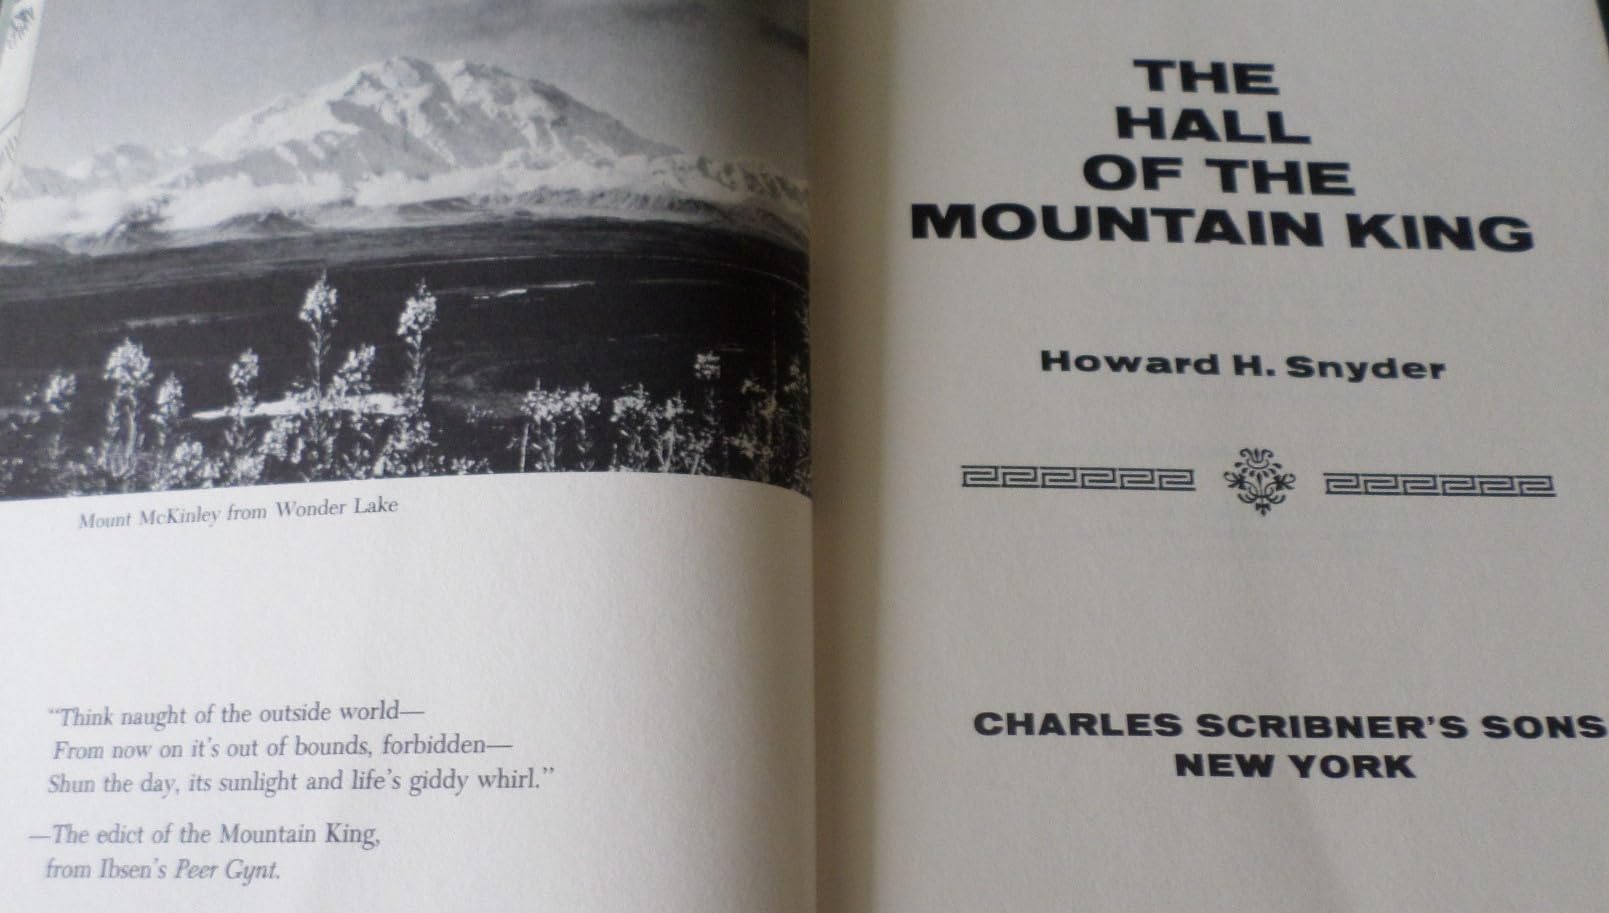 Mount McKinley from Wonder Lake
"Think naught of the outside world—
From now on it's out of bounds, forbidden—
Shun the day, its sunlight and life's giddy whirl."
—The edict of the Mountain King,
from Ibsen's Peer Gynt.
THE
HALL
OF THE
MOUNTAIN KING
Howard H. Snyder
CHARLES SCRIBNER'S SONS
NEW YORK